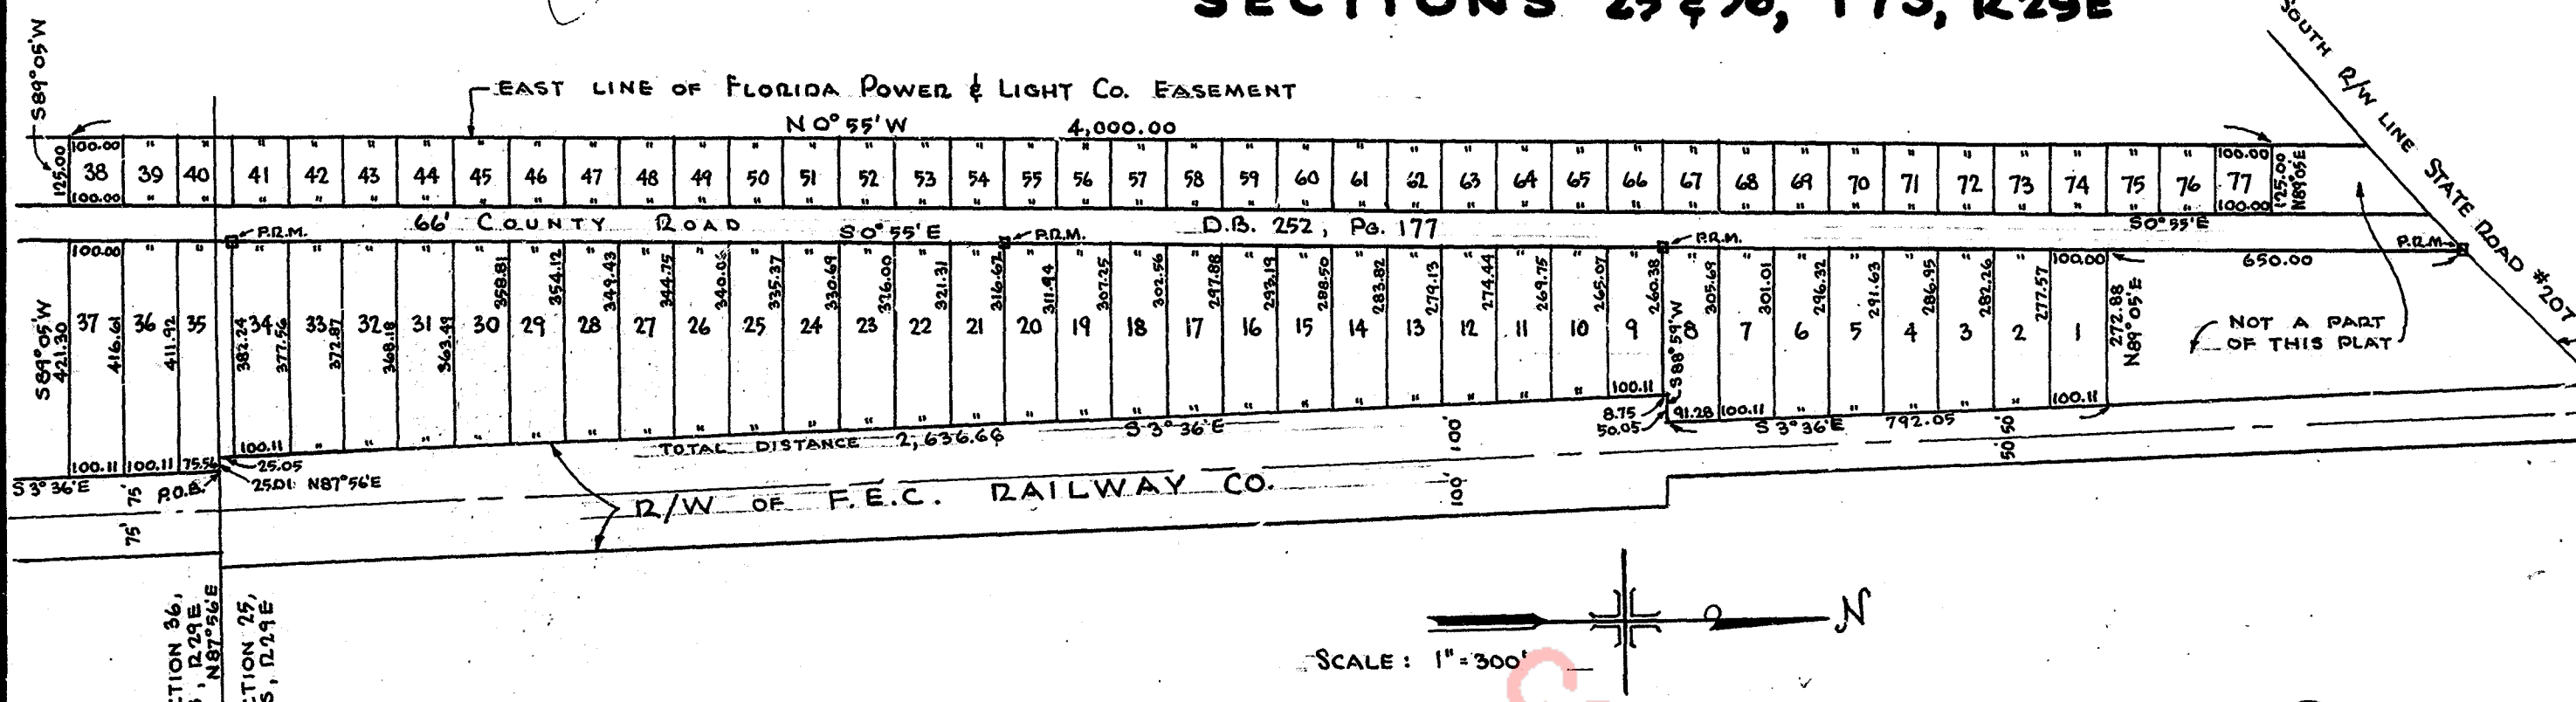 SECTIONS 25 & 36, T7S, R29E
SOUTH R/W LINE STATE ROAD #207
S89°05'W
EAST LINE OF FLORIDA POWER & LIGHT CO. EASEMENT
N 0° 55' W 4,000.00
125.00 100.00 " " " " " " " " " " " " " " " " " " " " " " " " " " " " " " " " " " " " " " 100.00 125.00 N89°05'E
38 39 40 41 42 43 44 45 46 47 48 49 50 51 52 53 54 55 56 57 58 59 60 61 62 63 64 65 66 67 68 69 70 71 72 73 74 75 76 77
100.00 " " " " " " " " " " " " " " " " " " " " " " " " " " " " " " " " " " " " " " 100.00
P.R.M. 66' COUNTY ROAD S 0° 55' E P.R.M. D.B. 252, PG. 177 P.R.M. S0°55'E P.R.M.
100.00 " " " " " " " " " " " " " " " " " " " " " " " " " " " " " " " " " " " 100.00 650.00
S89°05'W 421.30 416.61 411.92 382.24 377.56 372.87 368.18 363.49 358.81 354.12 349.43 344.75 340.06 335.37 330.69 326.00 321.31 316.62 311.94 307.25 302.56 297.88 293.19 288.50 283.82 279.13 274.44 269.75 265.07 260.38 S88°59'W 305.69 301.01 296.32 291.63 286.95 282.26 277.57 272.88 N89°05'E
37 36 35 34 33 32 31 30 29 28 27 26 25 24 23 22 21 20 19 18 17 16 15 14 13 12 11 10 9 8 7 6 5 4 3 2 1
NOT A PART
OF THIS PLAT
100.11 100.11 75.54 100.11 " " " " " " " " " " " " " " " " " " " " " " " " 100.11 91.28 100.11 " " " " " 100.11
8.75
50.05
TOTAL DISTANCE 2,636.66 S 3° 36' E S 3° 36'E 792.05
25.05
25.01 N87°56'E
S 3° 36'E 75' P.O.B. 100' 50'
75' 100' 50'
R/W OF F.E.C. RAILWAY CO.
CTION 36,
S, R29E
N87°56'E
CTION 25,
S, R29E
N
SCALE: 1" = 300'